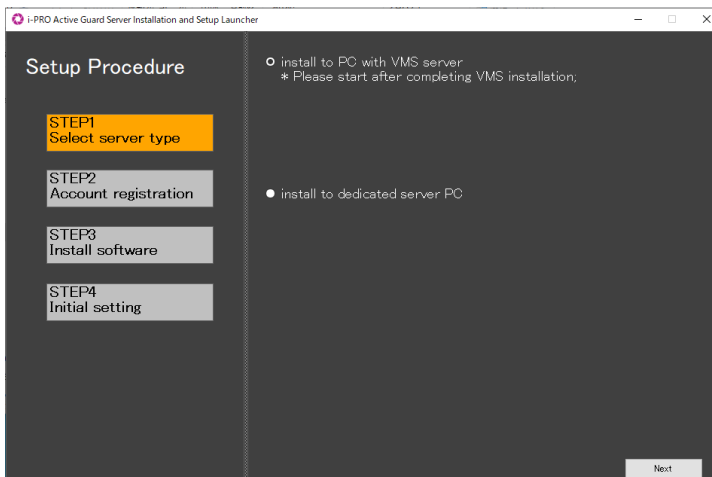 i-PRO Active Guard Server Installation and Setup Launcher
Setup Procedure
STEP1
Select server type
STEP2
Account registration
STEP3
Install software
STEP4
Initial setting
install to PC with VMS server
* Please start after completing VMS installation;
install to dedicated server PC
Next